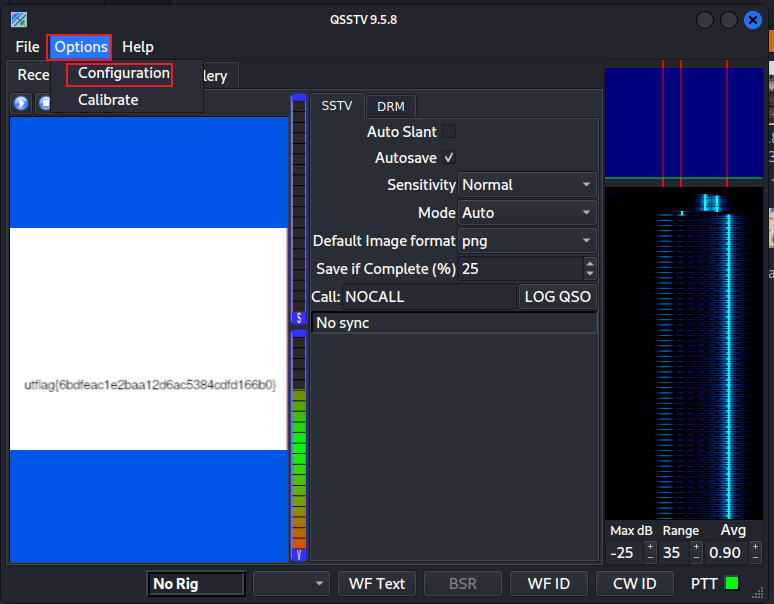 QSSTV 9.5.8
File Options Help
Configuration
Calibrate
Rece
lery
SSTV DRM
Auto Slant
Autosave
Sensitivity Normal
Mode Auto
Default Image format png
Save if Complete (%) 25
Call: NOCALL LOG QSO
No sync
utflag{6bdfeac1e2baa12d6ac5384cdfd166b0}
S
V
Max dB Range Avg
-25 35 0.90
No Rig WF Text BSR WF ID CW ID PTT